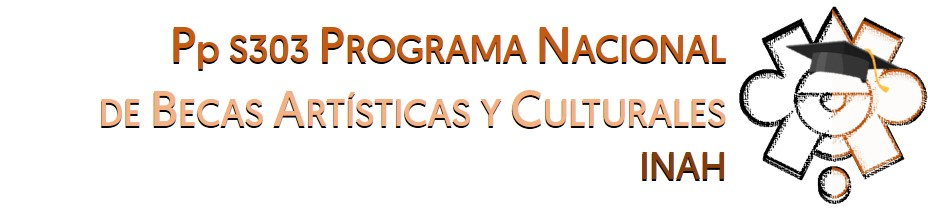 Pp S303 PROGRAMA NACIONAL
DE BECAS ARTÍSTICAS Y CULTURALES
INAH